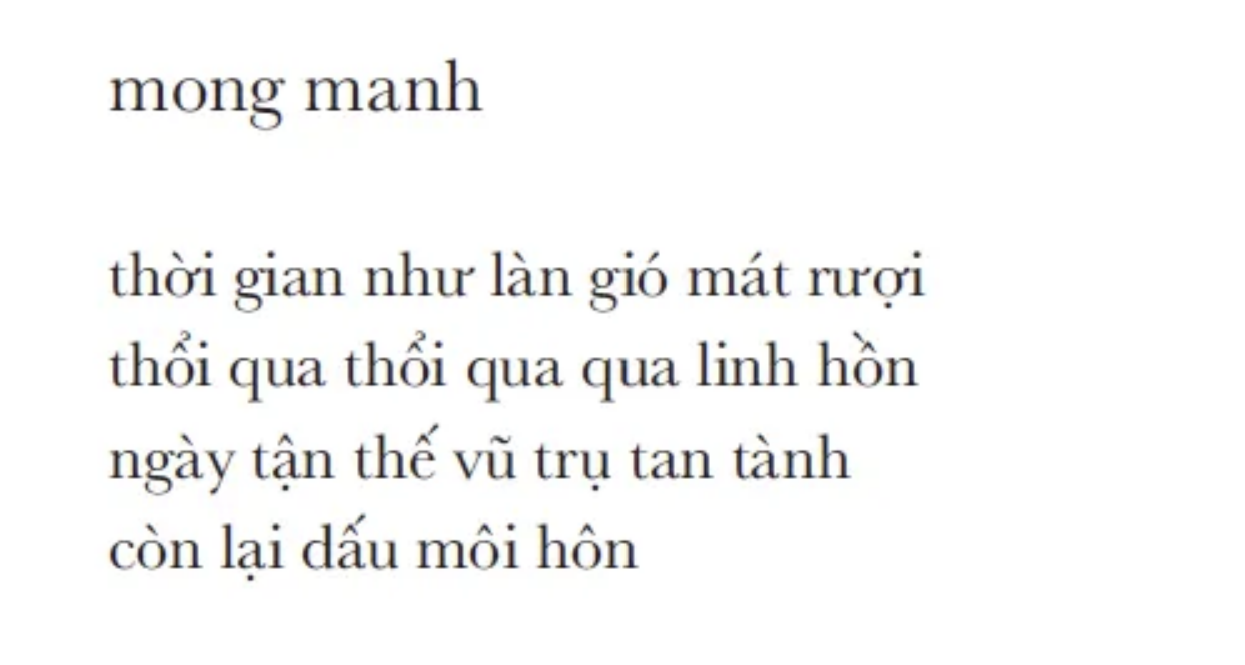 mong manh
thời gian như làn gió mát rượi
thổi qua thổi qua qua linh hồn
ngày tận thế vũ trụ tan tành
còn lại dấu môi hôn